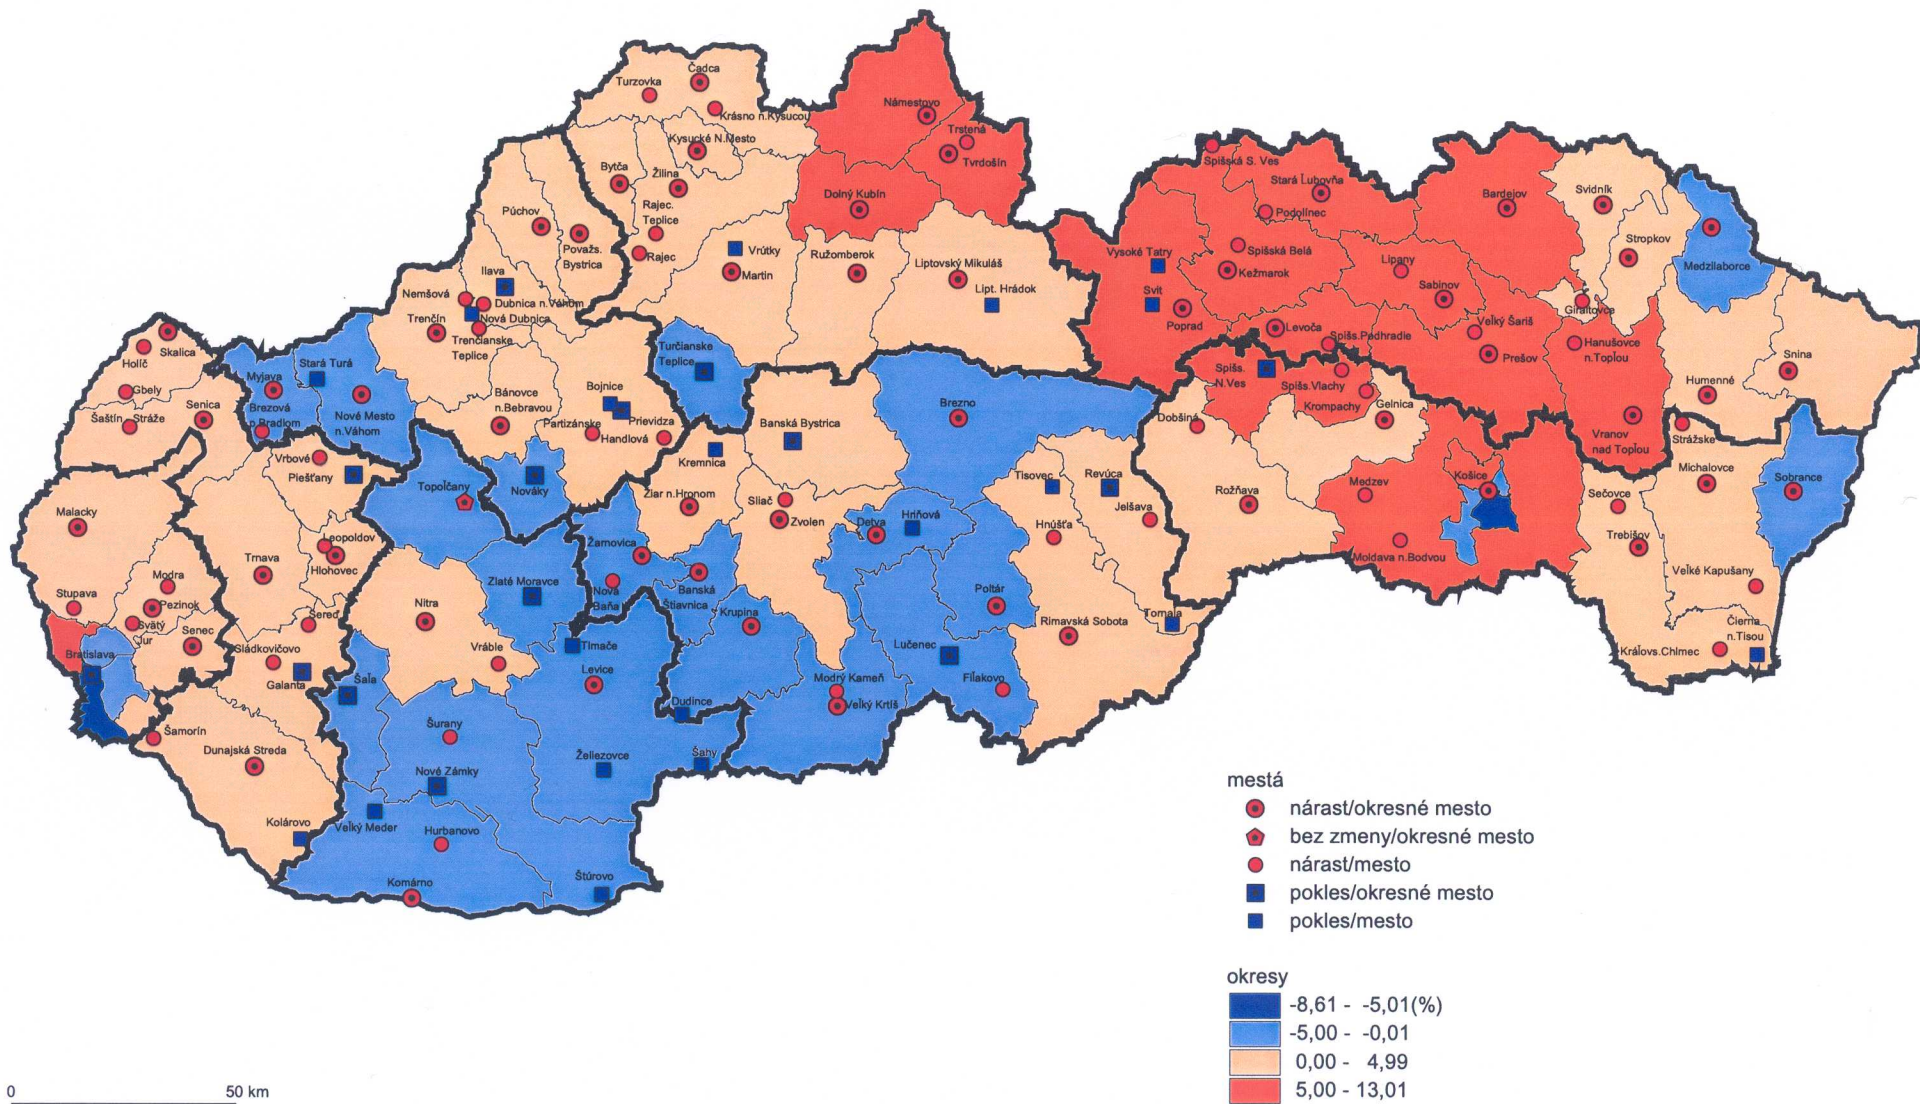 Čadca
Turzovka
Krásno n.Kysucou
Námestovo
Trstená
Tvrdošín
Kysucké N.Mesto
Bytča
Žilina
Rajec.
Teplice
Rajec
Dolný Kubín
Púchov
Považs.
Bystrica
Vrútky
Martin
Ružomberok
Liptovský Mikuláš
Lipt. Hrádok
Spišská S. Ves
Stará Ľubovňa
Podolínec
Bardejov
Svidník
Stropkov
Medzilaborce
Vysoké Tatry
Spišská Belá
Kežmarok
Lipany
Sabinov
Svit
Poprad
Levoča
Spišs.Podhradie
Veľký Šariš
Prešov
Giraltovce
Hanušovce
n.Topľou
Snina
Humenné
Vranov
nad Topľou
Ilava
Nemšová
Dubnica n.Váhom
Nová Dubnica
Trenčín
Trenčianske
Teplice
Skalica
Holíč
Gbely
Šaštín - Stráže
Senica
Myjava
Stará Turá
Brezová
p.Bradlom
Nové Mesto
n.Váhom
Bánovce
n.Bebravou
Bojnice
Prievidza
Partizánske
Handlová
Turčianske
Teplice
Kremnica
Banská Bystrica
Brezno
Spišs.
N.Ves
Spišs.Vlachy
Krompachy
Gelnica
Dobšiná
Strážske
Michalovce
Sobrance
Vrbové
Piešťany
Topoľčany
Nováky
Žiar n.Hronom
Sliač
Zvolen
Detva
Hriňová
Tisovec
Revúca
Jelšava
Hnúšťa
Rožňava
Medzev
Košice
Moldava n.Bodvou
Sečovce
Trebišov
Veľké Kapušany
Čierna
n.Tisou
Kráľovs.Chlmec
Malacky
Stupava
Modra
Pezinok
Svätý
Jur
Senec
Bratislava
Trnava
Leopoldov
Hlohovec
Sereď
Sládkovičovo
Galanta
Nitra
Vráble
Zlaté Moravce
Žarnovica
Nová
Baňa
Banská
Štiavnica
Krupina
Poltár
Lučenec
Fiľakovo
Rimavská Sobota
Tornaľa
Tlmače
Levice
Šaľa
Šurany
Dudince
Modrý Kameň
Veľký Krtíš
Šamorín
Dunajská Streda
Nové Zámky
Želiezovce
Šahy
Kolárovo
Veľký Meder
Hurbanovo
Komárno
Štúrovo
mestá
nárast/okresné mesto
bez zmeny/okresné mesto
nárast/mesto
pokles/okresné mesto
pokles/mesto
okresy
-8,61 - -5,01(%)
-5,00 - -0,01
0,00 - 4,99
5,00 - 13,01
0 50 km